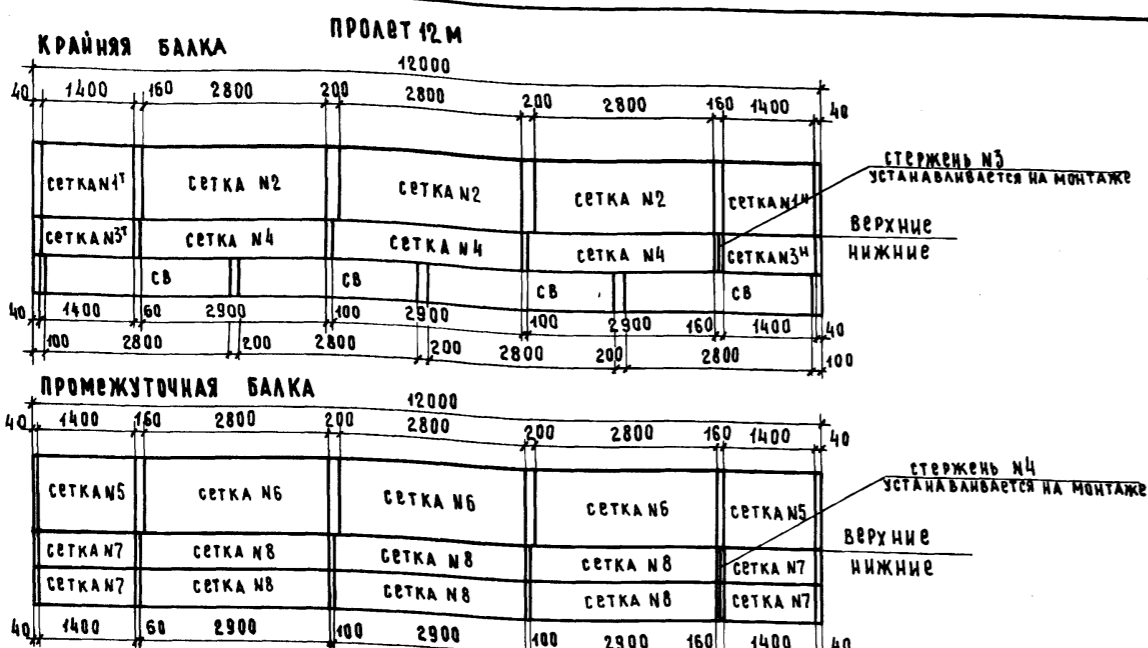 ПРОЛЕТ 12 М
КРАЙНЯЯ БАЛКА
12000
40 1400 160 2800 200 2800 200 2800 160 1400 40
СТЕРЖЕНЬ N3
УСТАНАВЛИВАЕТСЯ НА МОНТАЖЕ
СЕТКА N1Т СЕТКА N2 СЕТКА N2 СЕТКА N2 СЕТКА N1Н
ВЕРХНИЕ
СЕТКА N3Т СЕТКА N4 СЕТКА N4 СЕТКА N4 СЕТКА N3Н
НИЖНИЕ
СВ СВ СВ СВ
40 1400 60 2900 100 2900 100 2900 160 1400 40
100 2800 200 2800 200 2800 200 2800 100
ПРОМЕЖУТОЧНАЯ БАЛКА
12000
40 1400 160 2800 200 2800 200 2800 160 1400 40
СТЕРЖЕНЬ N4
УСТАНАВЛИВАЕТСЯ НА МОНТАЖЕ
СЕТКА N5 СЕТКА N6 СЕТКА N6 СЕТКА N6 СЕТКА N5
ВЕРХНИЕ
СЕТКА N7 СЕТКА N8 СЕТКА N8 СЕТКА N8 СЕТКА N7
НИЖНИЕ
СЕТКА N7 СЕТКА N8 СЕТКА N8 СЕТКА N8 СЕТКА N7
40 1400 60 2900 100 2900 100 2900 160 1400 40